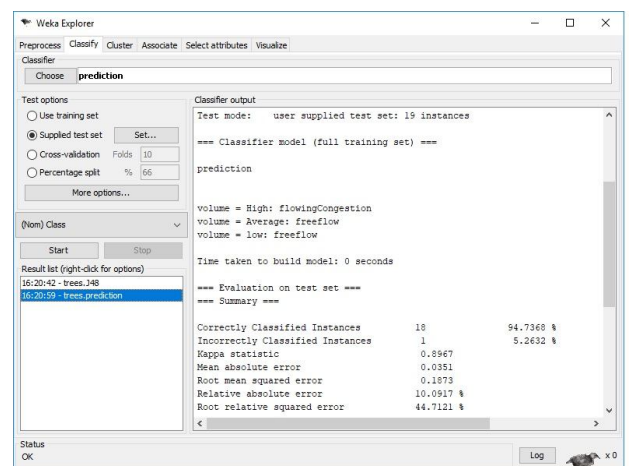 Weka Explorer
Preprocess Classify Cluster Associate Select attributes Visualize
Classifier
Choose prediction
Test options
Use training set
Supplied test set Set...
Cross-validation Folds 10
Percentage split % 66
More options...
(Nom) Class
Start Stop
Result list (right-click for options)
16:20:42 - trees.J48
16:20:59 - trees.prediction
Classifier output
Test mode: user supplied test set: 19 instances
=== Classifier model (full training set) ===
prediction
volume = High: flowingCongestion
volume = Average: freeflow
volume = low: freeflow
Time taken to build model: 0 seconds
=== Evaluation on test set ===
=== Summary ===
Correctly Classified Instances 18 94.7368 %
Incorrectly Classified Instances 1 5.2632 %
Kappa statistic 0.8967
Mean absolute error 0.0351
Root mean squared error 0.1873
Relative absolute error 10.0917 %
Root relative squared error 44.7121 %
Status
OK
Log
x 0